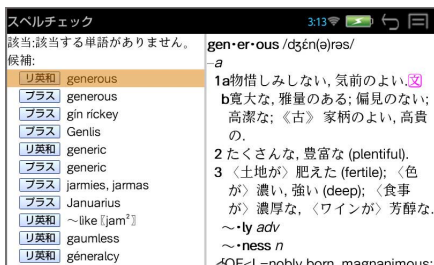 スペルチェック 3:13
該当:該当する単語がありません。
候補:
リ英和 generous
プラス generous
プラス gin rickey
プラス Genlis
リ英和 generic
プラス generic
プラス jarmies, jarmas
プラス Januarius
リ英和 ～like〖jam²〗
リ英和 gaumless
リ英和 géneralcy
gen･er･ous /dʒén(ə)rəs/
–a
1a物惜しみしない, 気前のよい.文
b寛大な, 雅量のある; 偏見のない;
高潔な; 《古》 家柄のよい, 高貴
の.
2 たくさんな, 豊富な (plentiful).
3 〈土地が〉肥えた (fertile); 〈色
が〉濃い, 強い (deep); 〈食事
が〉濃厚な, 〈ワインが〉芳醇な.
～･ly adv
～･ness n
OF<L=nobly born, magnanimous;